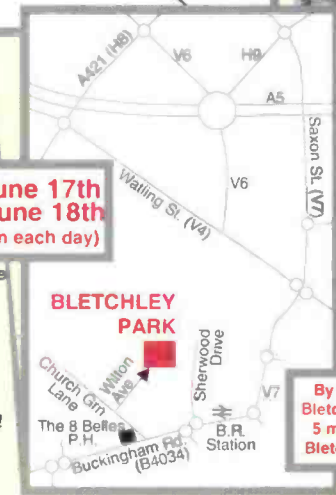 A421 (H8)
V6
H9
A5
Saxon St. (V7)
Watling St. (V4)
V6
une 17th
une 18th
n each day)
BLETCHLEY
PARK
Sherwood
Drive
Wilton
Ave
Church Grn
Lane
The 8 Belles
P.H.
Buckingham Rd.
(B4034)
B.R.
Station
V7
By
Bletc
5 m
Bletc